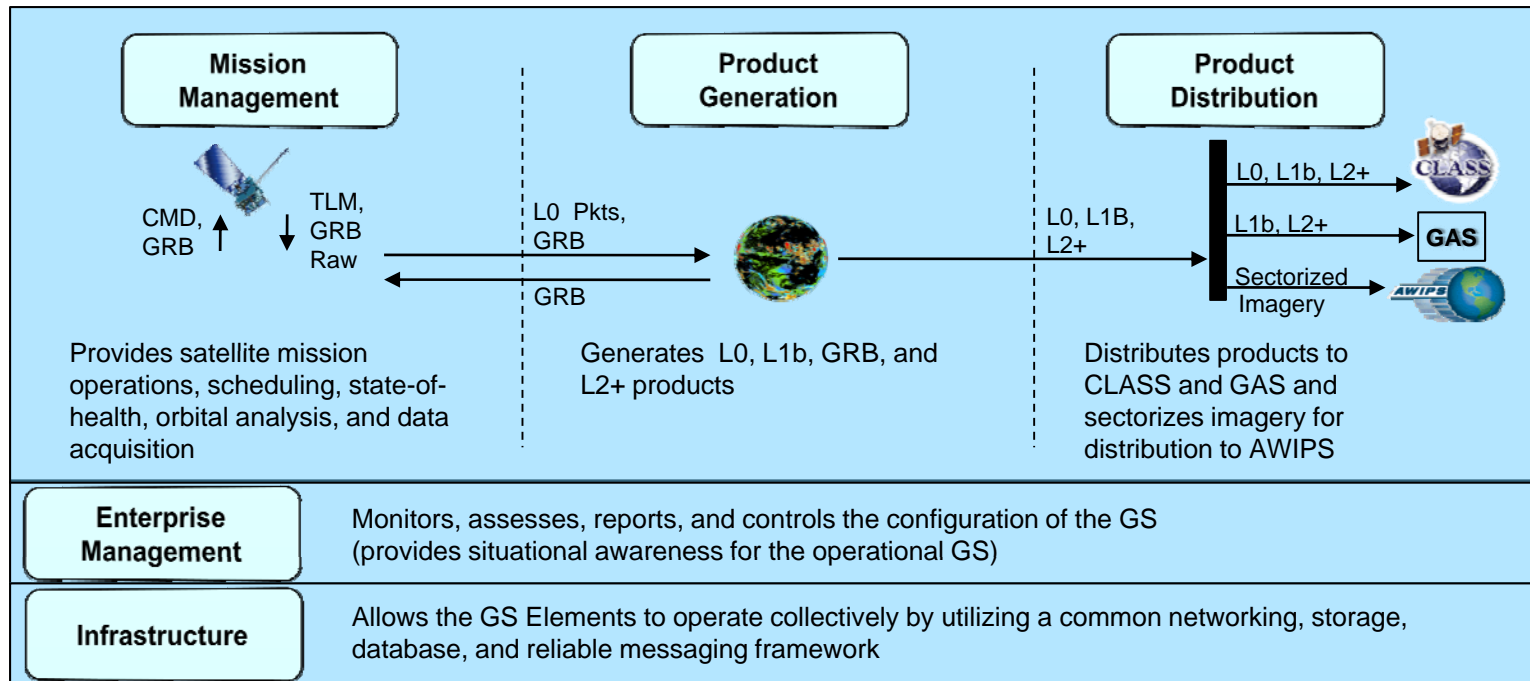 Mission
Management
Product
Generation
Product
Distribution
CMD,
GRB
TLM,
GRB
Raw
L0 Pkts,
GRB
GRB
L0, L1B,
L2+
L0, L1b, L2+
CLASS
L1b, L2+
GAS
Sectorized
Imagery
AWIPS
Provides satellite mission
operations, scheduling, state-of-
health, orbital analysis, and data
acquisition
Generates L0, L1b, GRB, and
L2+ products
Distributes products to
CLASS and GAS and
sectorizes imagery for
distribution to AWIPS
Enterprise
Management
Monitors, assesses, reports, and controls the configuration of the GS
(provides situational awareness for the operational GS)
Infrastructure
Allows the GS Elements to operate collectively by utilizing a common networking, storage,
database, and reliable messaging framework